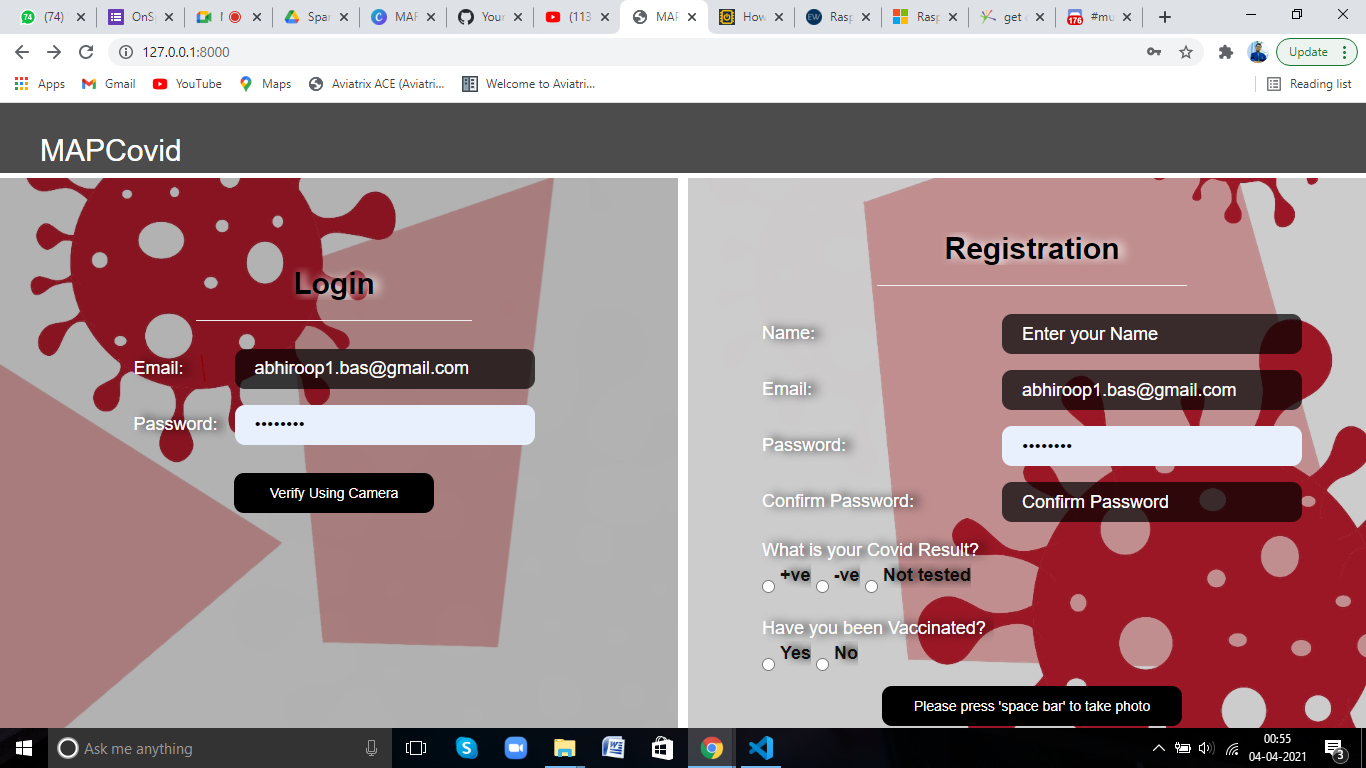 74 (74) OnS MAP Your (113 MAP How Rasp Rasp get #mu 176
127.0.0.1:8000 Update
Apps Gmail YouTube Maps Aviatrix ACE (Aviatri... Welcome to Aviatri... Reading list
MAPCovid
Login
Email: abhiroop1.bas@gmail.com
Password: ••••••••
Verify Using Camera
Registration
Name: Enter your Name
Email: abhiroop1.bas@gmail.com
Password: ••••••••
Confirm Password: Confirm Password
What is your Covid Result?
+ve -ve Not tested
Have you been Vaccinated?
Yes No
Please press 'space bar' to take photo
Ask me anything
00:55
04-04-2021
3